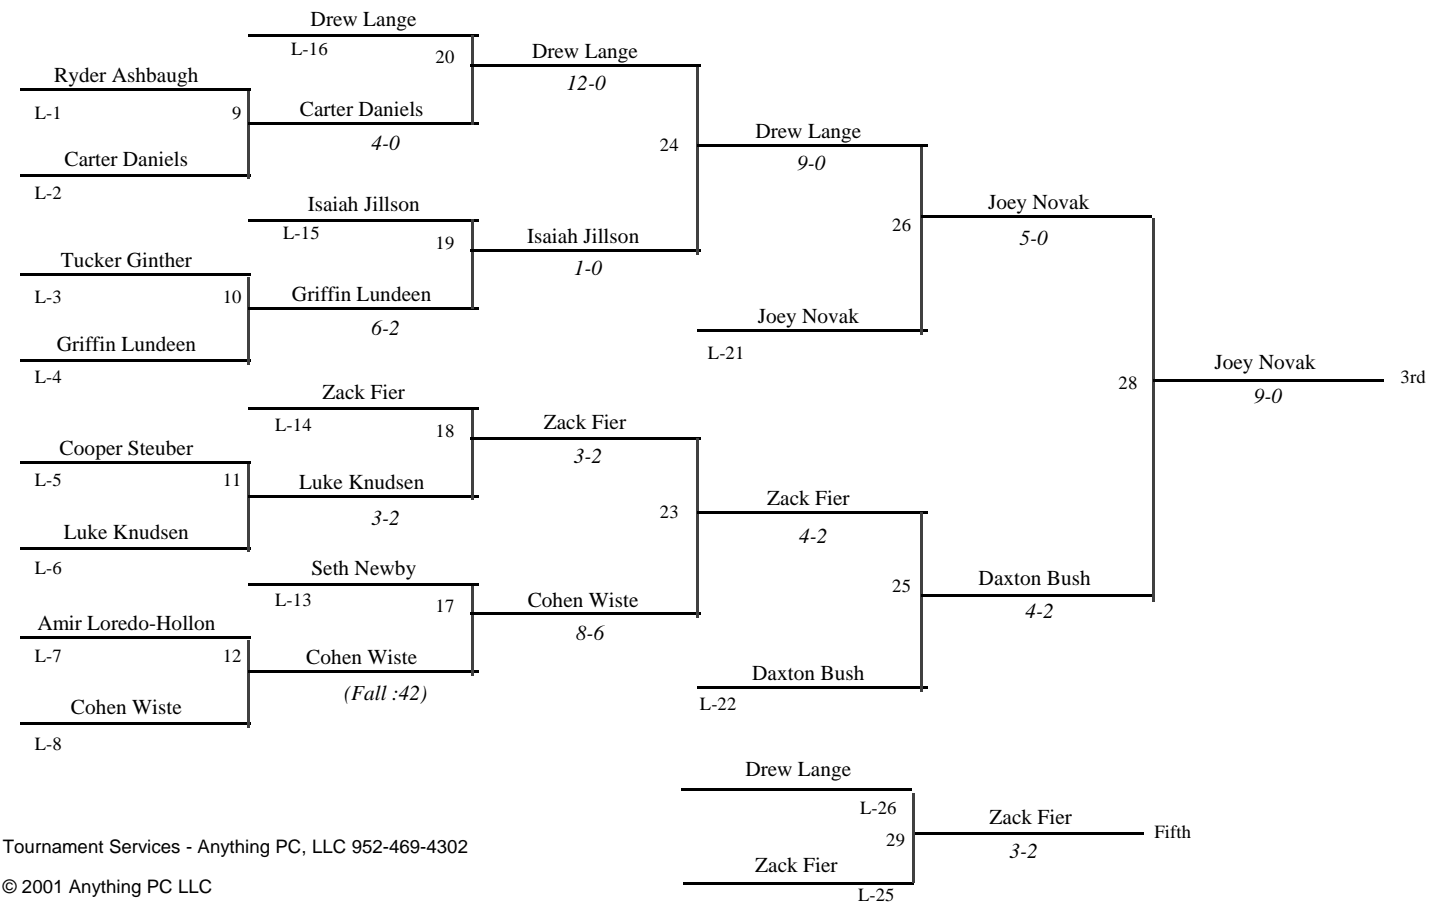 Drew Lange
L-16
20
Drew Lange
12-0
Ryder Ashbaugh
L-1
9
Carter Daniels
4-0
Carter Daniels
L-2
24
Drew Lange
9-0
Isaiah Jillson
L-15
19
Isaiah Jillson
1-0
Tucker Ginther
L-3
10
Griffin Lundeen
6-2
Griffin Lundeen
L-4
26
Joey Novak
5-0
Joey Novak
L-21
28
Joey Novak
9-0
3rd
Zack Fier
L-14
18
Zack Fier
3-2
Cooper Steuber
L-5
11
Luke Knudsen
3-2
Luke Knudsen
L-6
23
Zack Fier
4-2
Seth Newby
L-13
17
Cohen Wiste
8-6
Amir Loredo-Hollon
L-7
12
Cohen Wiste
(Fall :42)
Cohen Wiste
L-8
25
Daxton Bush
4-2
Daxton Bush
L-22
Drew Lange
L-26
29
Zack Fier
3-2
Fifth
Zack Fier
L-25
Tournament Services - Anything PC, LLC 952-469-4302
© 2001 Anything PC LLC